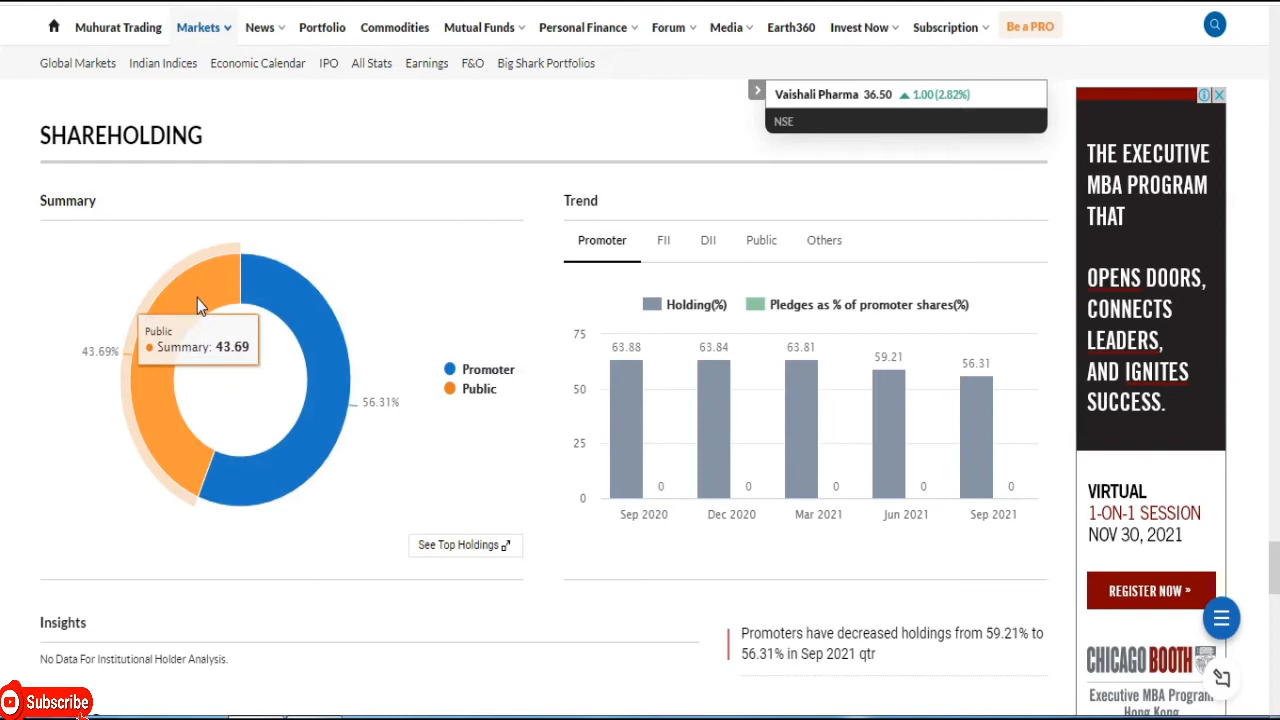 Muhurat Trading Markets News Portfolio Commodities Mutual Funds Personal Finance Forum Media Earth360 Invest Now Subscription Be a PRO
Global Markets Indian Indices Economic Calendar IPO All Stats Earnings F&O Big Shark Portfolios
Vaishali Pharma 36.50 ▲ 1.00 (2.82%)
NSE
SHAREHOLDING
Summary
Public
Summary: 43.69
43.69%
56.31%
Promoter
Public
See Top Holdings
Trend
Promoter FII DII Public Others
Holding(%) Pledges as % of promoter shares(%)
75
50
25
0
63.88
63.84
63.81
59.21
56.31
0
0
0
0
0
Sep 2020 Dec 2020 Mar 2021 Jun 2021 Sep 2021
Insights
No Data For Institutional Holder Analysis.
Promoters have decreased holdings from 59.21% to
56.31% in Sep 2021 qtr
THE EXECUTIVE
MBA PROGRAM
THAT
OPENS DOORS,
CONNECTS
LEADERS,
AND IGNITES
SUCCESS.
VIRTUAL
1-ON-1 SESSION
NOV 30, 2021
REGISTER NOW »
CHICAGO BOOTH
Executive MBA Program
Hong Kong
Subscribe